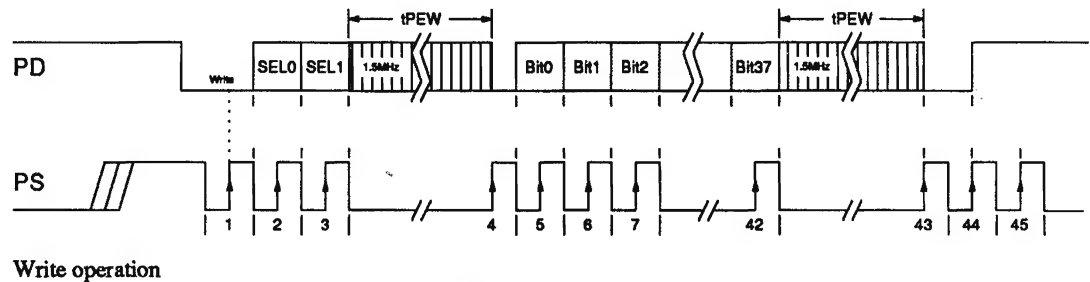 tPEW tPEW
PD Write SEL0 SEL1 1.5MHz Bit0 Bit1 Bit2 Bit37 1.5MHz
PS
1 2 3 4 5 6 7 42 43 44 45
Write operation